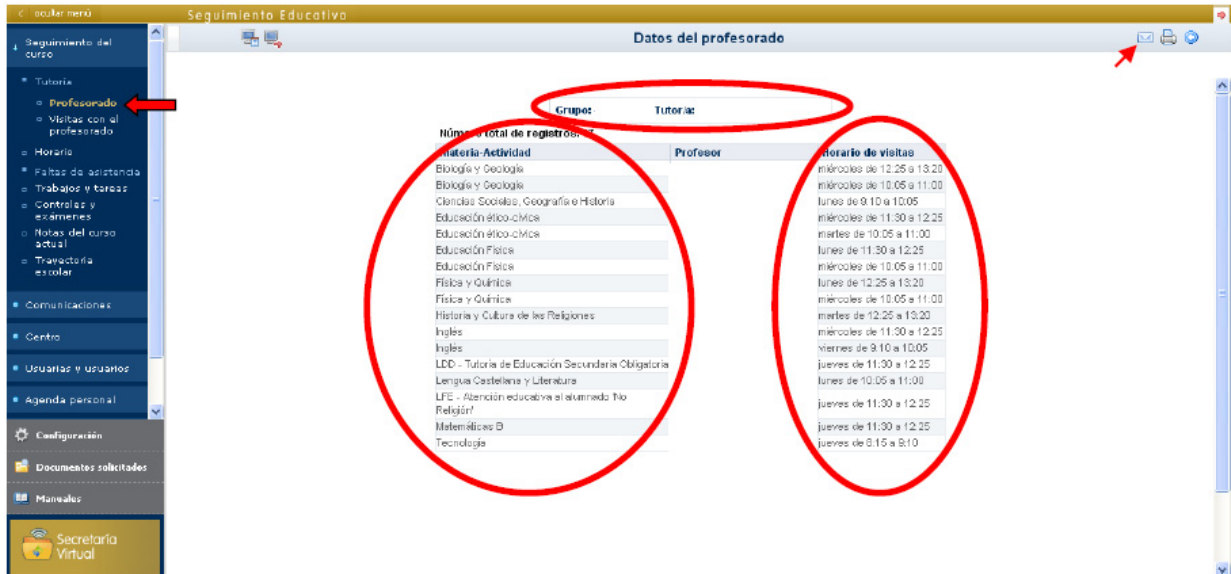 ocultar menú
Seguimiento Educativo
Seguimiento del
curso
Datos del profesorado
Tutoría
Profesorado
Visitas con el
profesorado
Horario
Faltas de asistencia
Trabajos y tareas
Controles y
exámenes
Notas del curso
actual
Trayectoria
escolar
Comunicaciones
Centro
Usuarias y usuarios
Agenda personal
Configuración
Documentos solicitados
Manuales
Secretaría
Virtual
Grupo: Tutor/a:
Número total de registros: 17
Materia-Actividad Profesor Horario de visitas
Biología y Geología miércoles de 12:25 a 13:20
Biología y Geología miércoles de 10:05 a 11:00
Ciencias Sociales, Geografía e Historia lunes de 9:10 a 10:05
Educación ético-cívica miércoles de 11:30 a 12:25
Educación ético-cívica martes de 10:05 a 11:00
Educación Física lunes de 11:30 a 12:25
Educación Física miércoles de 10:05 a 11:00
Física y Química lunes de 12:25 a 13:20
Física y Química miércoles de 10:05 a 11:00
Historia y Cultura de las Religiones martes de 12:25 a 13:20
Inglés miércoles de 11:30 a 12:25
Inglés viernes de 9:10 a 10:05
LDD - Tutoría de Educación Secundaria Obligatoria jueves de 11:30 a 12:25
Lengua Castellana y Literatura lunes de 10:05 a 11:00
LFE - Atención educativa al alumnado 'No
Religión' jueves de 11:30 a 12:25
Matemáticas B jueves de 11:30 a 12:25
Tecnología jueves de 8:15 a 9:10